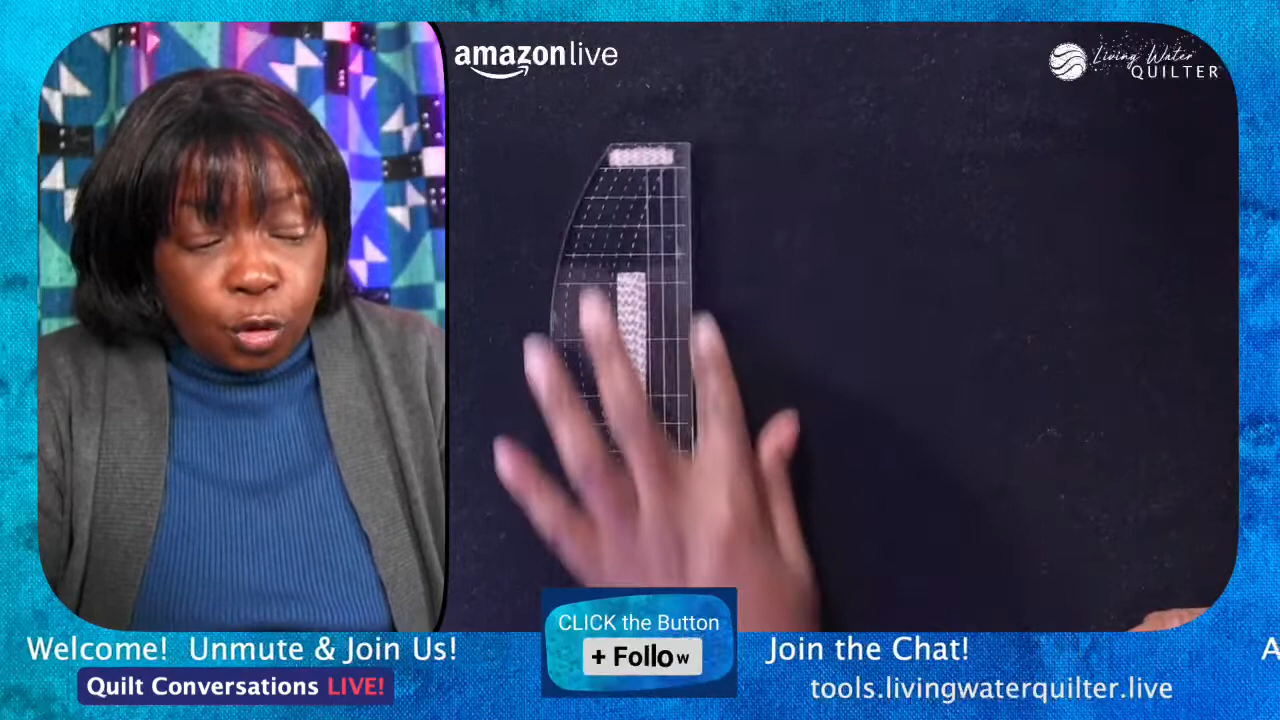 amazon live
Living Water
QUILTER
Welcome! Unmute & Join Us!
Quilt Conversations LIVE!
CLICK the Button
+ Follow
Join the Chat!
tools.livingwaterquilter.live
A